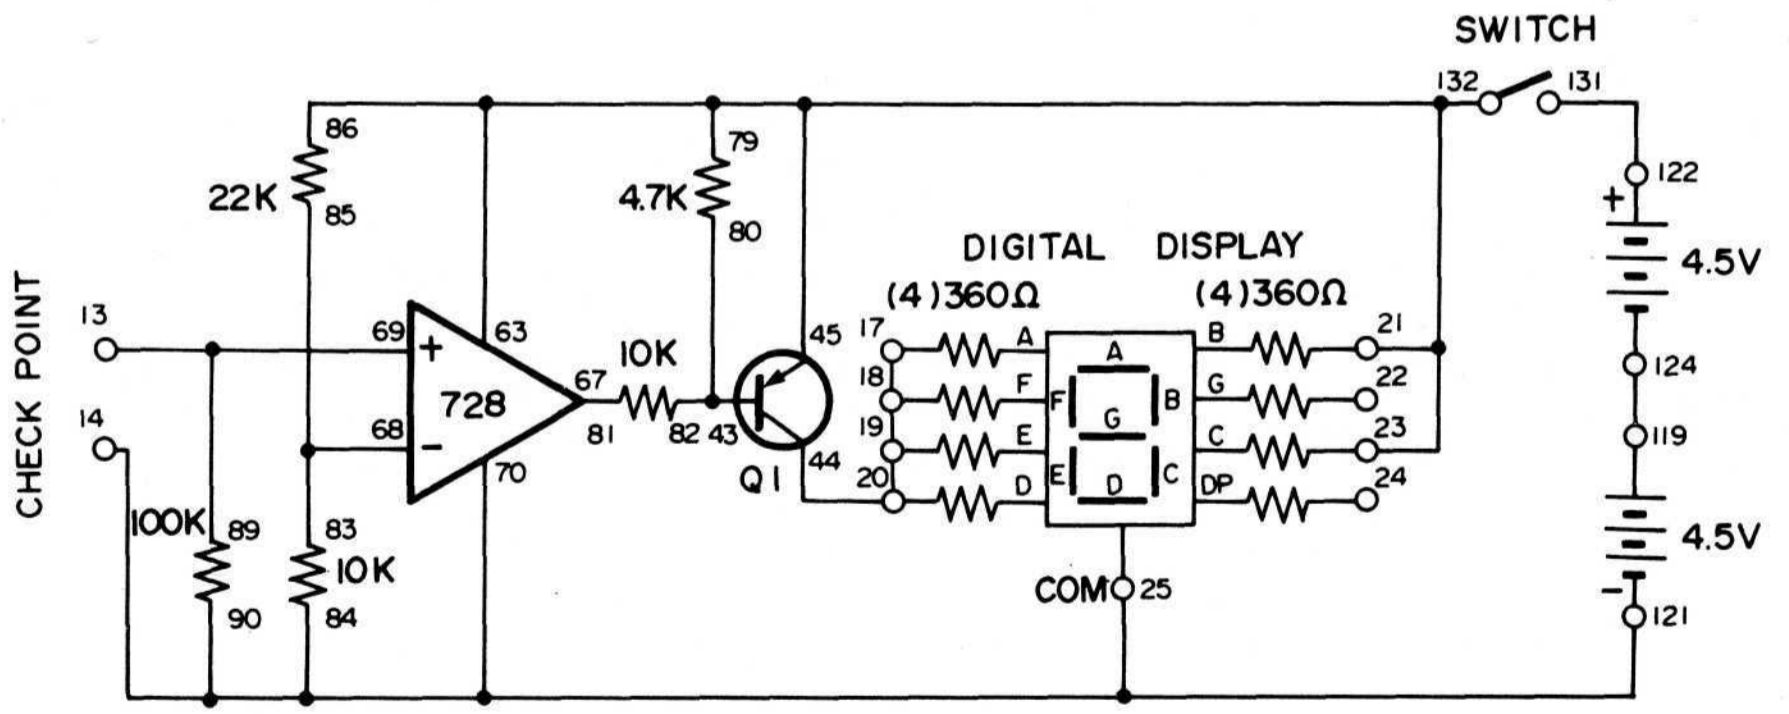 SWITCH
132
131
86
79
122
+
22K
4.7K
85
80
DIGITAL DISPLAY
4.5V
(4)360Ω
(4)360Ω
CHECK POINT
13
69
+
63
10K
45
17
A
A
B
21
124
67
18
F
F
B
G
22
728
G
14
68
−
81
82
43
19
E
C
23
119
70
Q1
44
20
D
E
D
C
DP
24
100K
89
83
4.5V
10K
COM
25
−
90
84
121